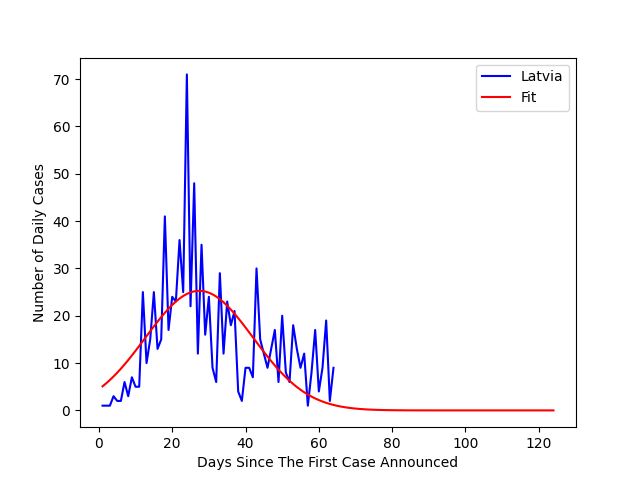 Latvia
Fit
Number of Daily Cases
70
60
50
40
30
20
10
0
0 20 40 60 80 100 120
Days Since The First Case Announced